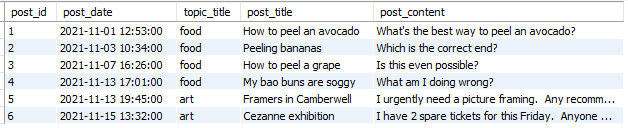 post_id post_date topic_title post_title post_content
1 2021-11-01 12:53:00 food How to peel an avocado What's the best way to peel an avocado?
2 2021-11-03 10:34:00 food Peeling bananas Which is the correct end?
3 2021-11-07 16:26:00 food How to peel a grape Is this even possible?
4 2021-11-13 17:01:00 food My bao buns are soggy What am I doing wrong?
5 2021-11-13 19:45:00 art Framers in Camberwell I urgently need a picture framing. Any recomm...
6 2021-11-15 13:32:00 art Cezanne exhibition I have 2 spare tickets for this Friday. Anyone ...